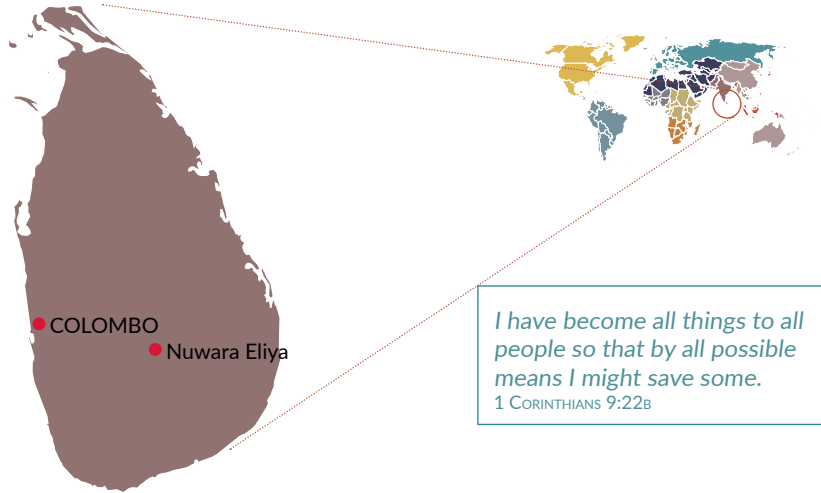 COLOMBO
Nuwara Eliya
I have become all things to all
people so that by all possible
means I might save some.
1 Corinthians 9:22b